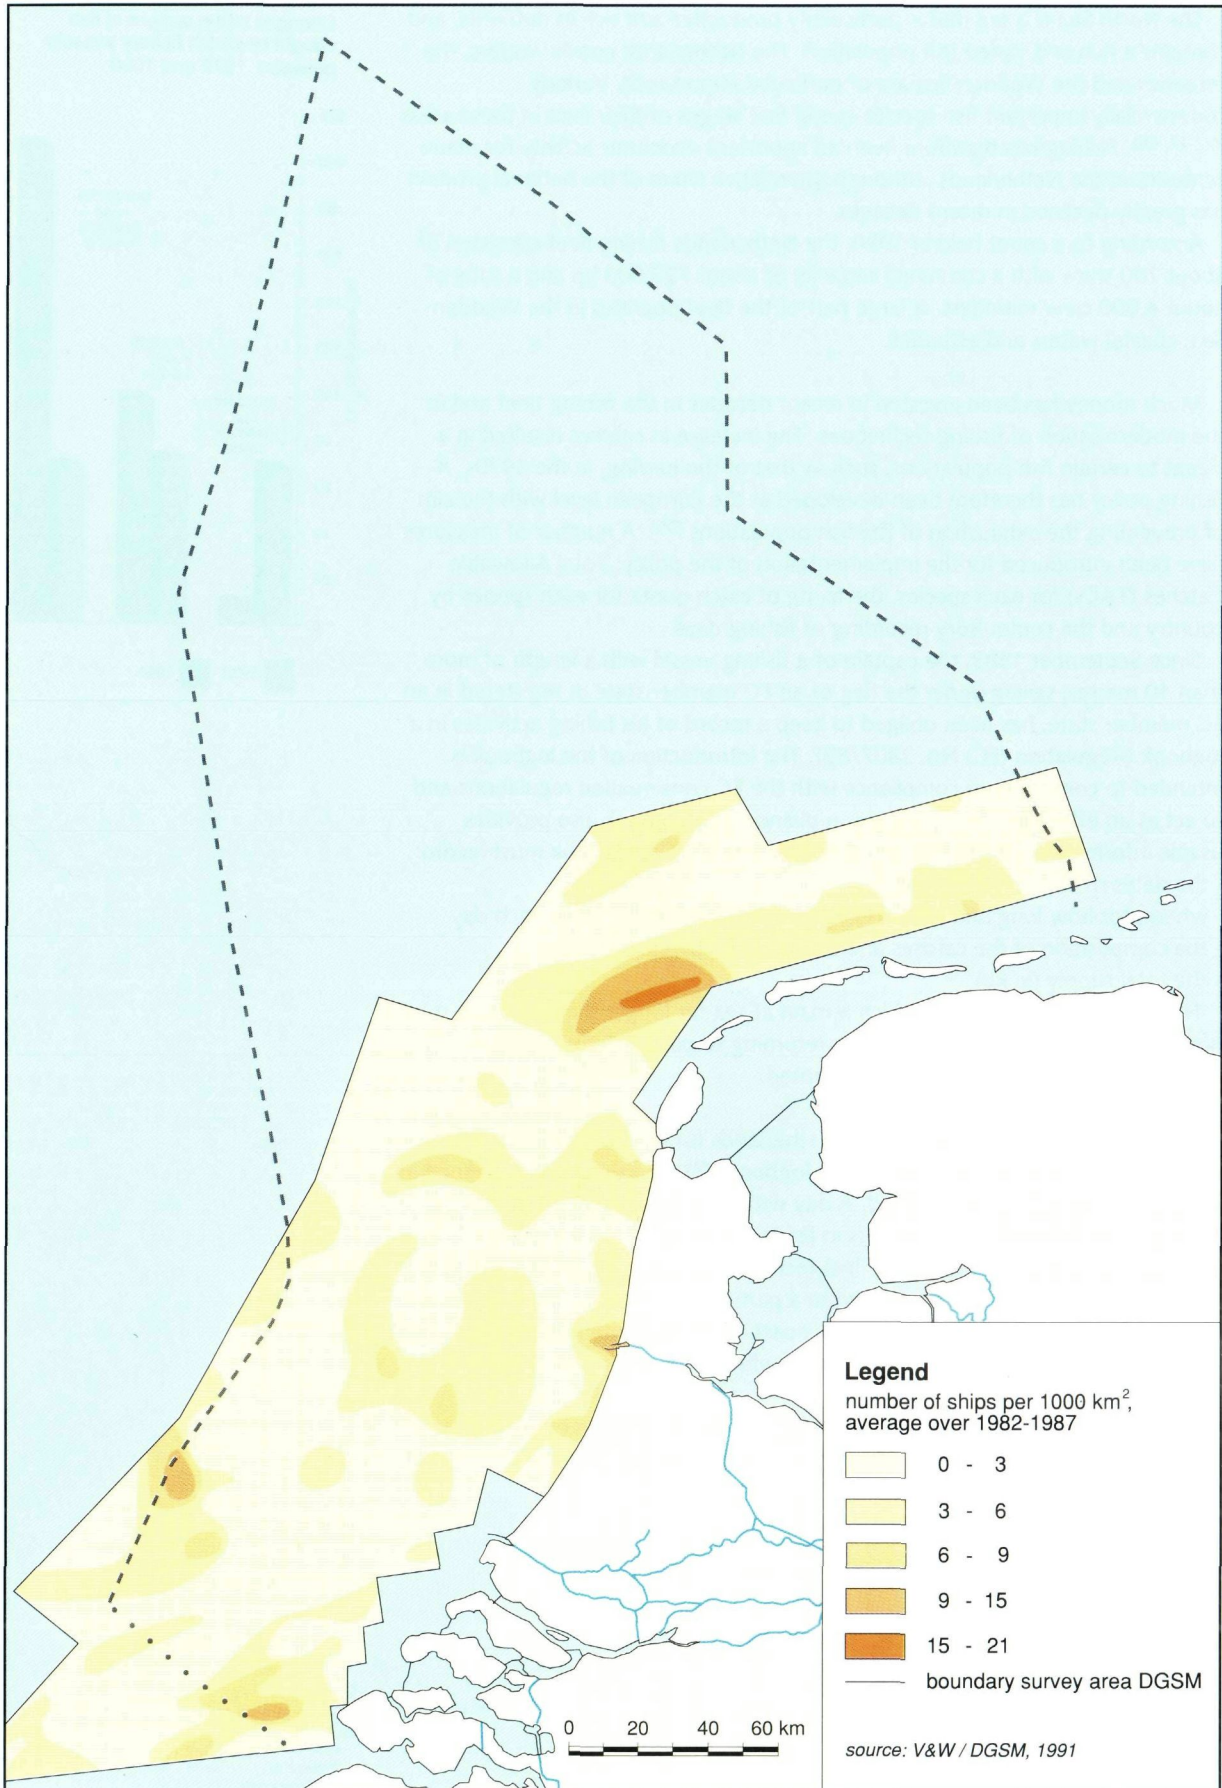 Legend
number of ships per 1000 km²,
average over 1982-1987
0 - 3
3 - 6
6 - 9
9 - 15
15 - 21
boundary survey area DGSM
0 20 40 60 km
source: V&W / DGSM, 1991